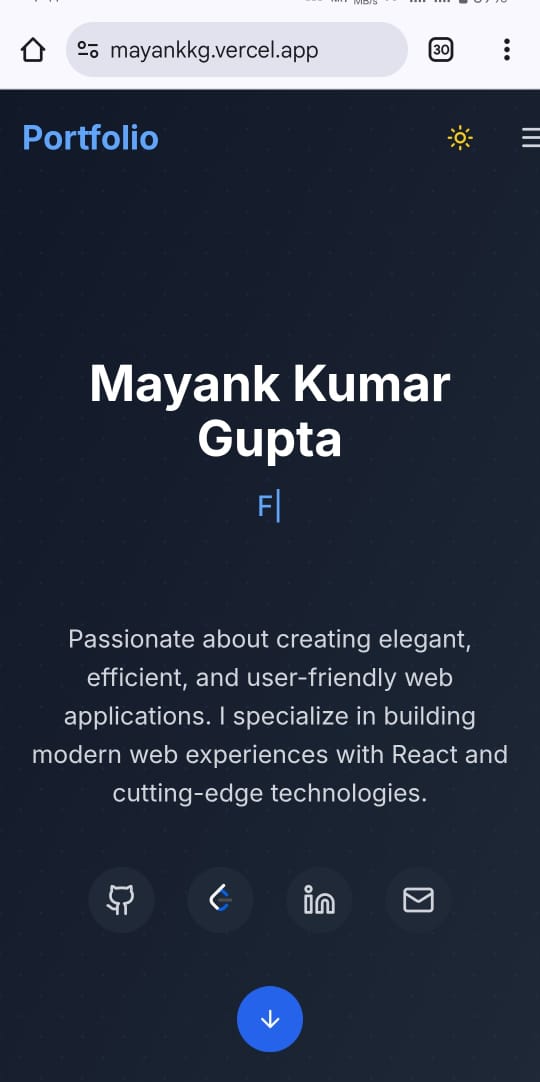 mayankkg.vercel.app
30
Portfolio
Mayank Kumar
Gupta
F
Passionate about creating elegant,
efficient, and user-friendly web
applications. I specialize in building
modern web experiences with React and
cutting-edge technologies.
in